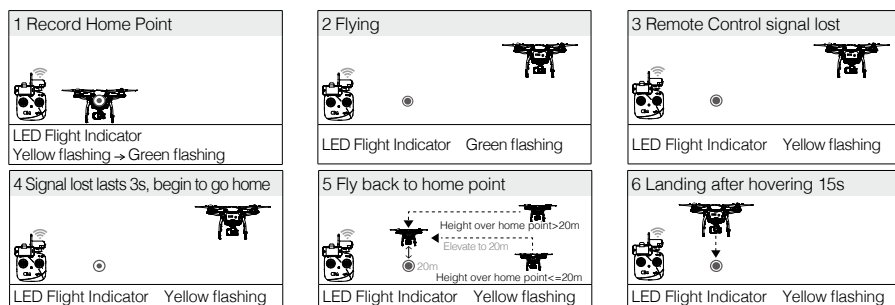 1 Record Home Point
LED Flight Indicator
Yellow flashing → Green flashing
2 Flying
LED Flight Indicator Green flashing
3 Remote Control signal lost
LED Flight Indicator Yellow flashing
4 Signal lost lasts 3s, begin to go home
LED Flight Indicator Yellow flashing
5 Fly back to home point
Height over home point>20m
Elevate to 20m
20m
Height over home point<=20m
LED Flight Indicator Yellow flashing
6 Landing after hovering 15s
LED Flight Indicator Yellow flashing